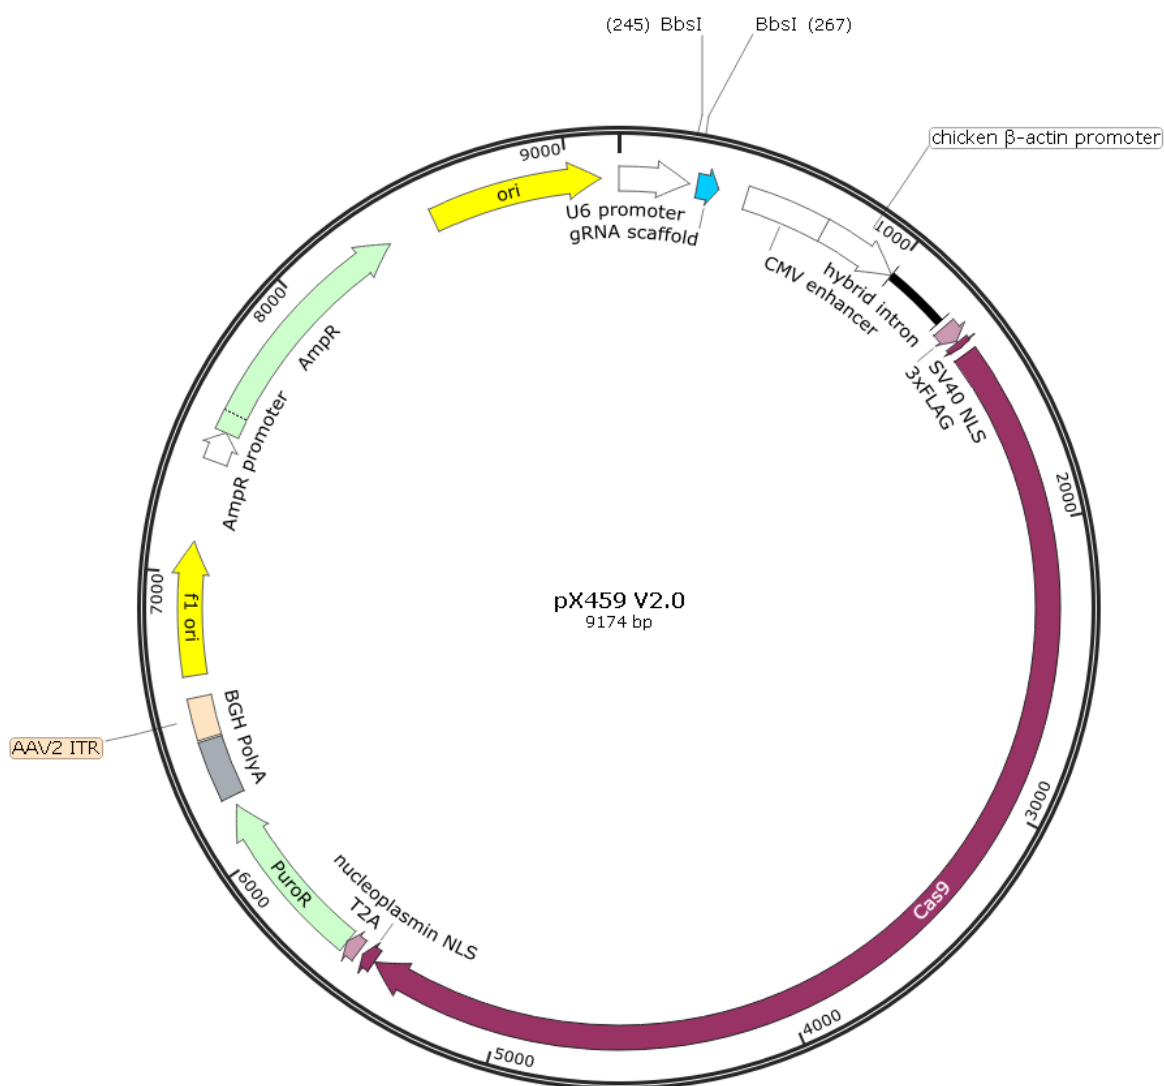 (245) BbsI
BbsI (267)
chicken β-actin promoter
9000
ori
U6 promoter
gRNA scaffold
1000
CMV enhancer
hybrid intron
8000
AmpR
SV40 NLS
3xFLAG
AmpR promoter
2000
7000
f1 ori
pX459 V2.0
9174 bp
AAV2 ITR
BGH PolyA
3000
6000
PuroR
nucleoplasmin NLS
T2A
Cas9
4000
5000